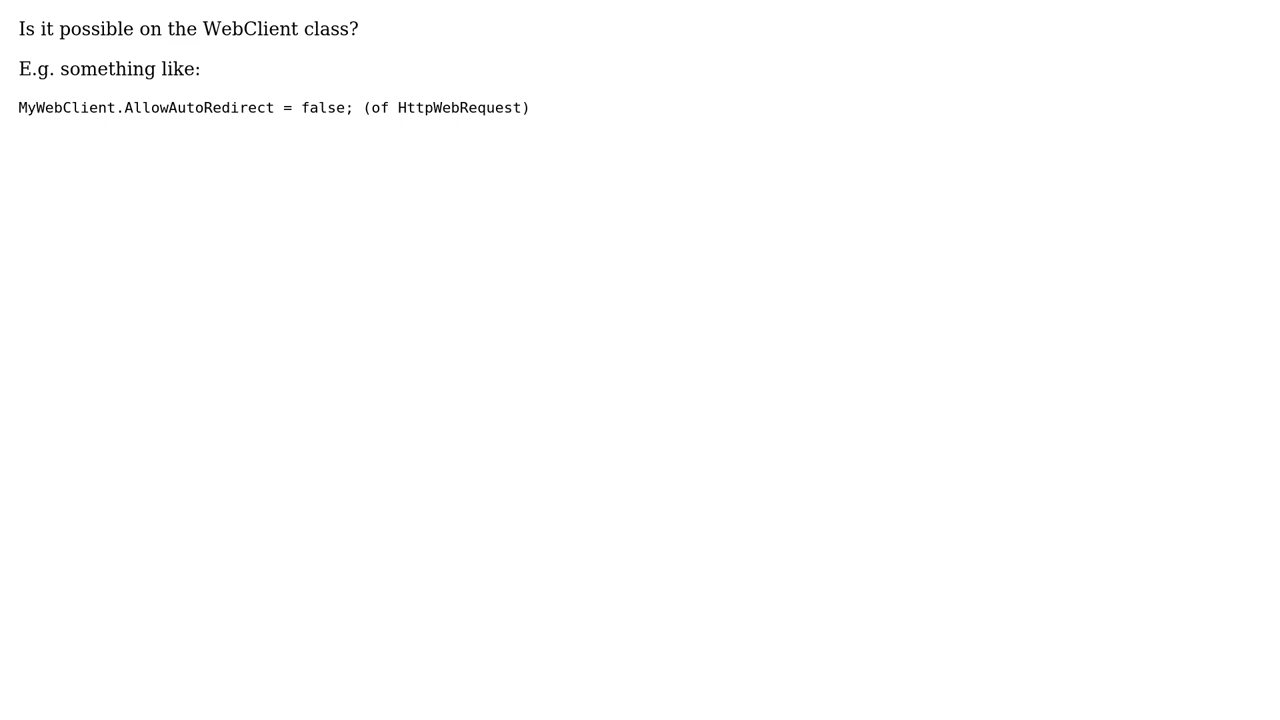 Is it possible on the WebClient class?
E.g. something like:
MyWebClient.AllowAutoRedirect = false; (of HttpWebRequest)